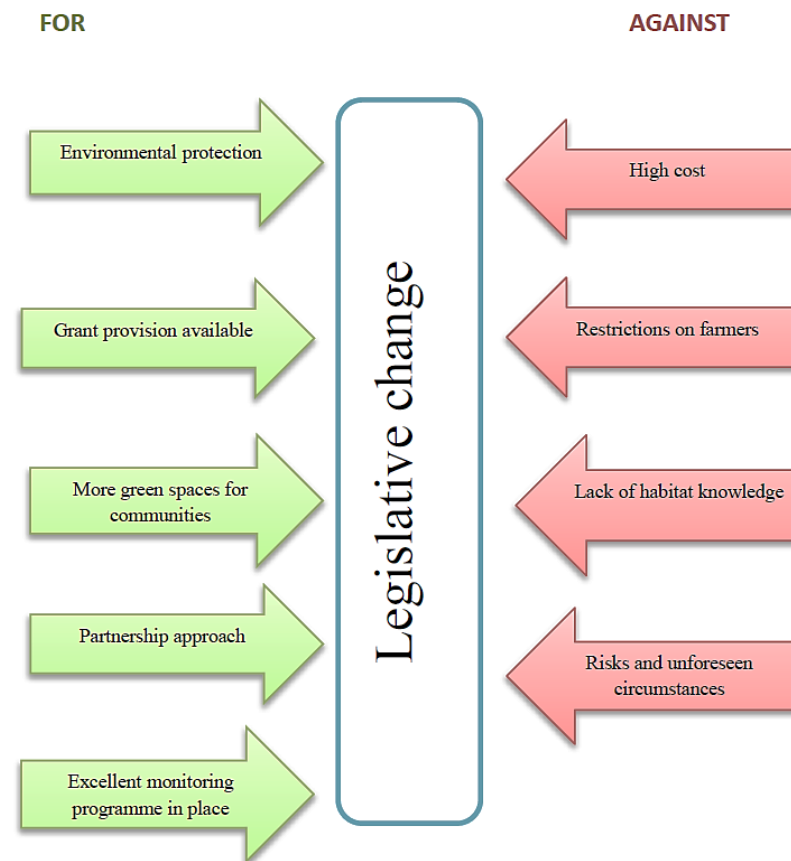 FOR
AGAINST
Environmental protection
Grant provision available
More green spaces for
communities
Partnership approach
Excellent monitoring
programme in place
Legislative change
High cost
Restrictions on farmers
Lack of habitat knowledge
Risks and unforeseen
circumstances